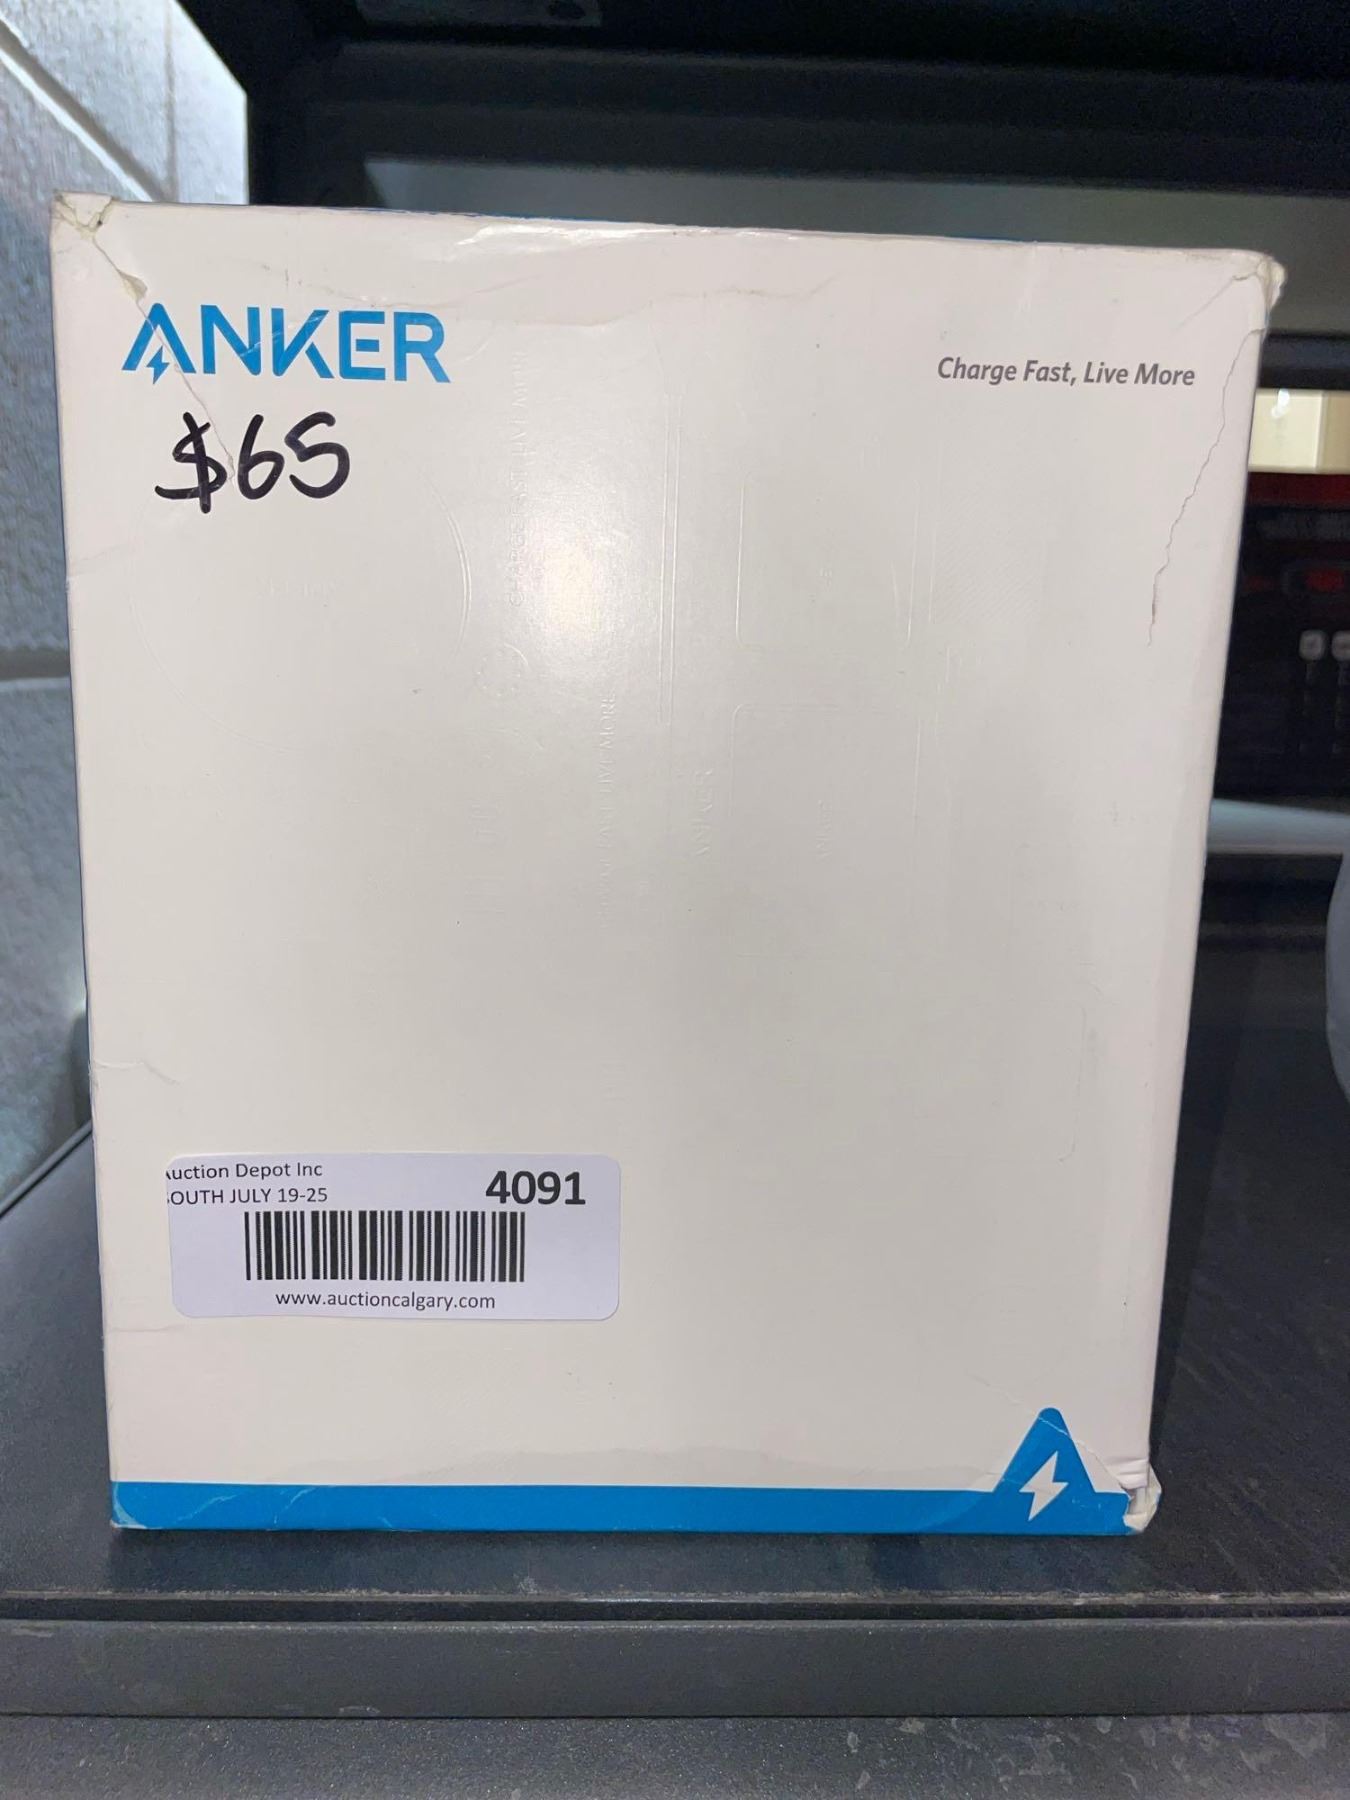 ANKER
Charge Fast, Live More
$65
uction Depot Inc
OUTH JULY 19-25
4091
www.auctioncalgary.com